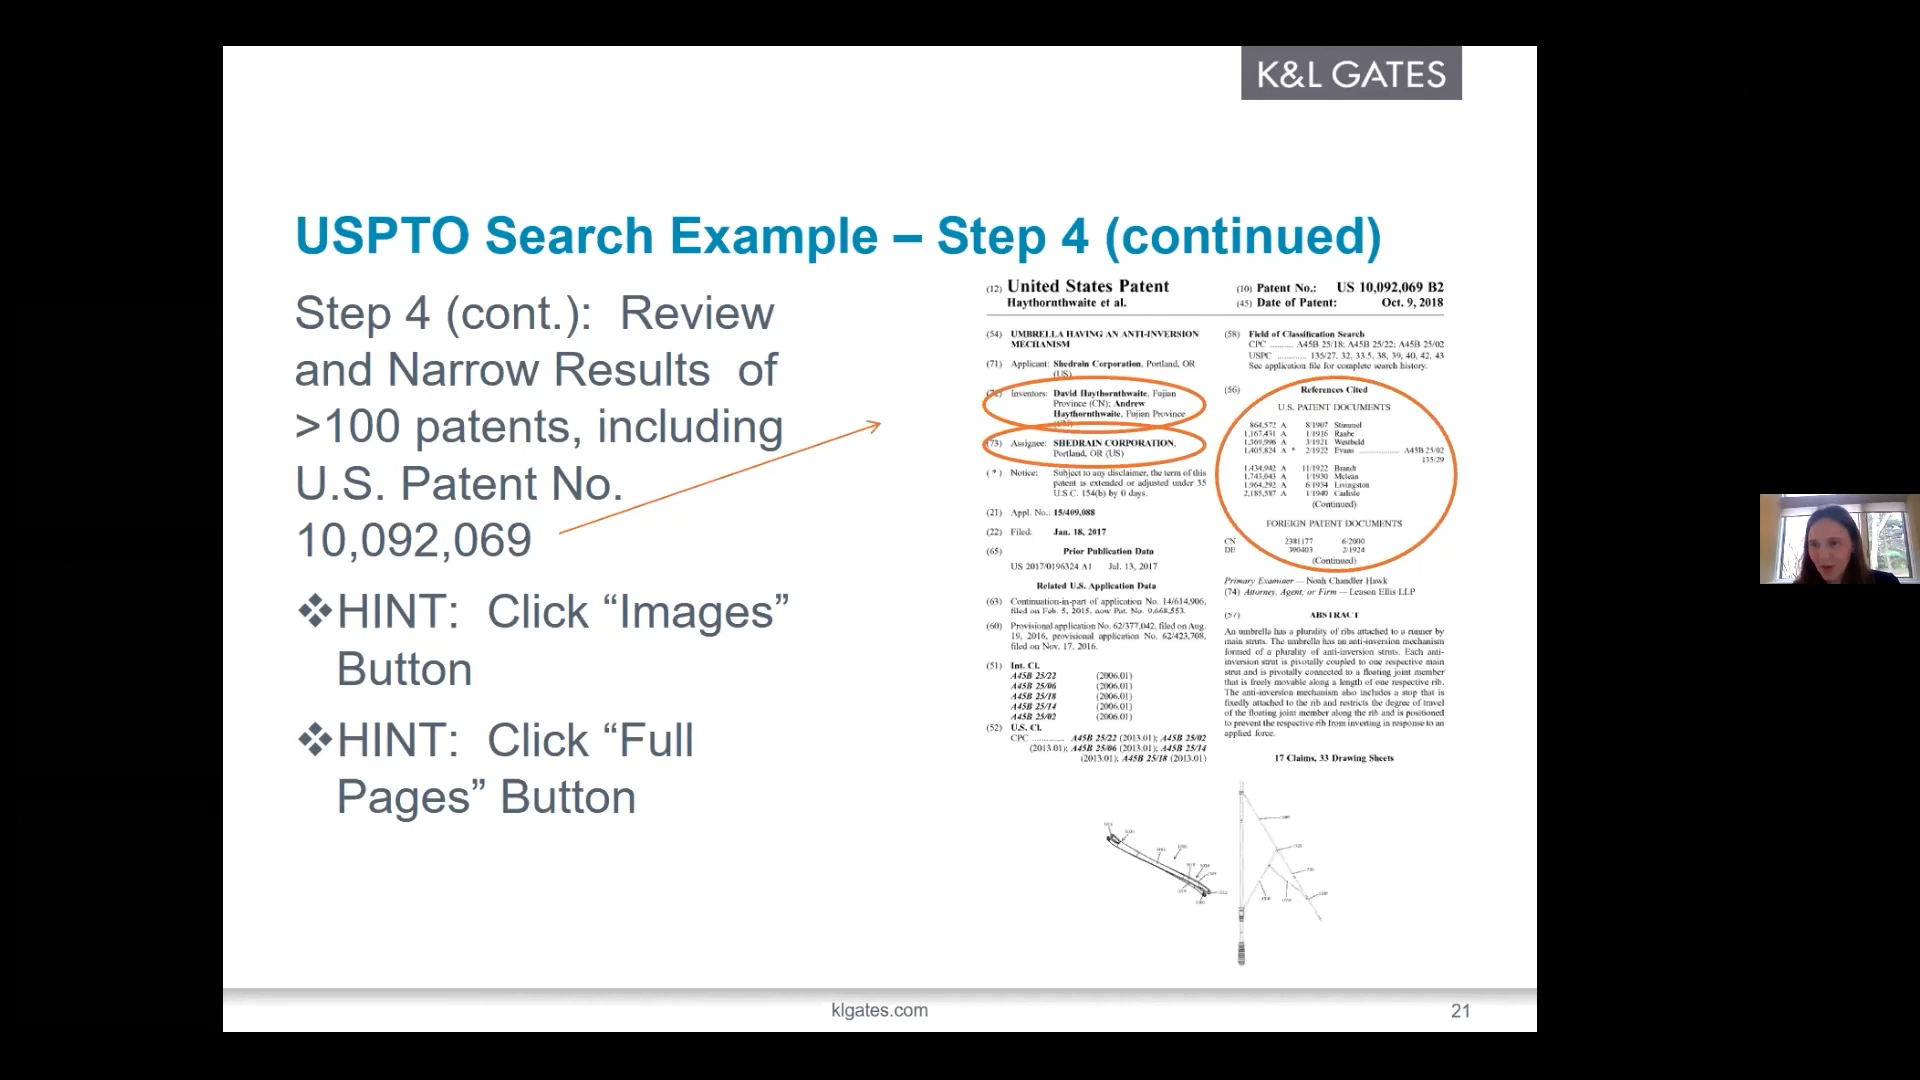 K&L GATES
USPTO Search Example – Step 4 (continued)
Step 4 (cont.):  Review
and Narrow Results  of
>100 patents, including
U.S. Patent No.
10,092,069
❖HINT:  Click “Images”
Button
❖HINT:  Click “Full
Pages” Button
(12) United States Patent
Haythornthwaite et al.
(10) Patent No.: US 10,092,069 B2
(45) Date of Patent: Oct. 9, 2018
(54) UMBRELLA HAVING AN ANTI-INVERSION
MECHANISM
(71) Applicant: Shedrain Corporation, Portland, OR
(US)
Inventors: David Haythornthwaite, Fujian
Province (CN); Andrew
Haythornthwaite, Fujian Province
(73) Assignee: SHEDRAIN CORPORATION,
Portland, OR (US)
( * ) Notice: Subject to any disclaimer, the term of this
patent is extended or adjusted under 35
U.S.C. 154(b) by 0 days.
(21) Appl. No.: 15/409,088
(22) Filed: Jan. 18, 2017
(65) Prior Publication Data
US 2017/0196324 A1 Jul. 13, 2017
Related U.S. Application Data
(63) Continuation-in-part of application No. 14/614,906,
filed on Feb. 5, 2015, now Pat. No. 9,668,553.
(60) Provisional application No. 62/377,042, filed on Aug.
19, 2016, provisional application No. 62/423,708,
filed on Nov. 17, 2016.
(51) Int. Cl.
A45B 25/22 (2006.01)
A45B 25/06 (2006.01)
A45B 25/18 (2006.01)
A45B 25/14 (2006.01)
A45B 25/02 (2006.01)
(52) U.S. Cl.
CPC ............. A45B 25/22 (2013.01); A45B 25/02
(2013.01); A45B 25/06 (2013.01); A45B 25/14
(2013.01); A45B 25/18 (2013.01)
(58) Field of Classification Search
CPC .......... A45B 25/18; A45B 25/22; A45B 25/02
USPC ............. 135/27, 32, 33.5, 38, 39, 40, 42, 43
See application file for complete search history.
(56) References Cited
U.S. PATENT DOCUMENTS
864,572 A 8/1907 Stummel
1,167,431 A 1/1916 Raabe
1,369,996 A 3/1921 Westfeld
1,405,824 A * 2/1922 Evans .................. A45B 25/02
135/29
1,434,942 A 11/1922 Brandt
1,743,043 A 1/1930 Mclean
1,964,292 A 6/1934 Livingston
2,185,587 A 1/1940 Carlisle
(Continued)
FOREIGN PATENT DOCUMENTS
CN 2381177 6/2000
DE 390403 2/1924
(Continued)
Primary Examiner — Noah Chandler Hawk
(74) Attorney, Agent, or Firm — Leason Ellis LLP
(57) ABSTRACT
An umbrella has a plurality of ribs attached to a runner by
main struts. The umbrella has an anti-inversion mechanism
formed of a plurality of anti-inversion struts. Each anti-
inversion strut is pivotally coupled to one respective main
strut and is pivotally connected to a floating joint member
that is freely movable along a length of one respective rib.
The anti-inversion mechanism also includes a stop that is
fixedly attached to the rib and restricts the degree of travel
of the floating joint member along the rib and is positioned
to prevent the respective rib from inverting in response to an
applied force.
17 Claims, 33 Drawing Sheets
klgates.com
21